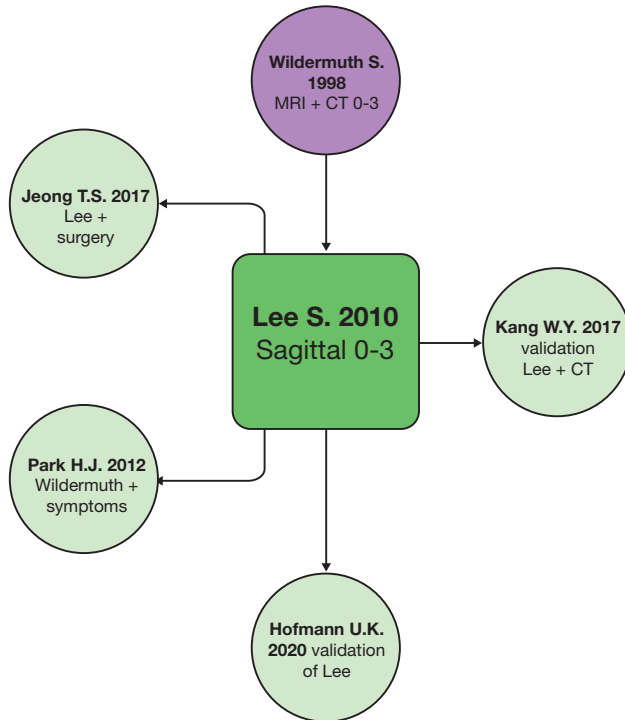 Wildermuth S.
1998
MRI + CT 0-3
Jeong T.S. 2017
Lee +
surgery
Lee S. 2010
Sagittal 0-3
Kang W.Y. 2017
validation
Lee + CT
Park H.J. 2012
Wildermuth +
symptoms
Hofmann U.K.
2020 validation
of Lee